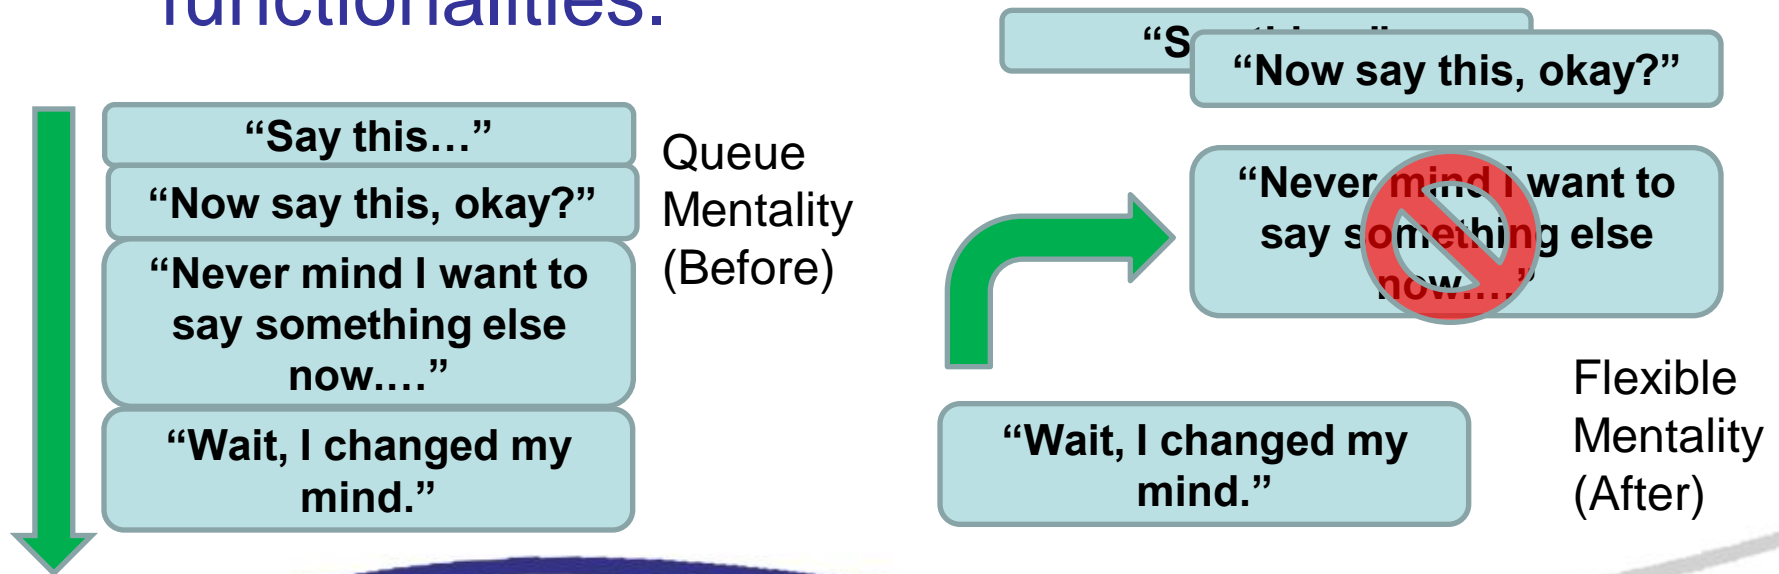 functionalities.
“Say this…”
“Now say this, okay?”
“Never mind I want to
say something else
now.…”
“Wait, I changed my
mind.”
Queue
Mentality
(Before)
“Now say this, okay?”
“Never mind I want to
say something else
now.…”
“Wait, I changed my
mind.”
Flexible
Mentality
(After)